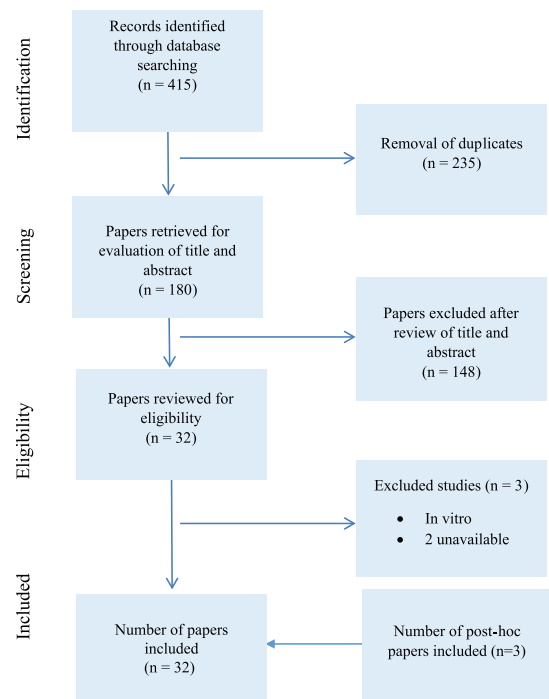 Identification
Records identified
through database
searching
(n = 415)
Removal of duplicates
(n = 235)
Screening
Papers retrieved for
evaluation of title and
abstract
(n = 180)
Papers excluded after
review of title and
abstract
(n = 148)
Eligibility
Papers reviewed for
eligibility
(n = 32)
Excluded studies (n = 3)
• In vitro
• 2 unavailable
Included
Number of papers
included
(n = 32)
Number of post-hoc
papers included (n=3)